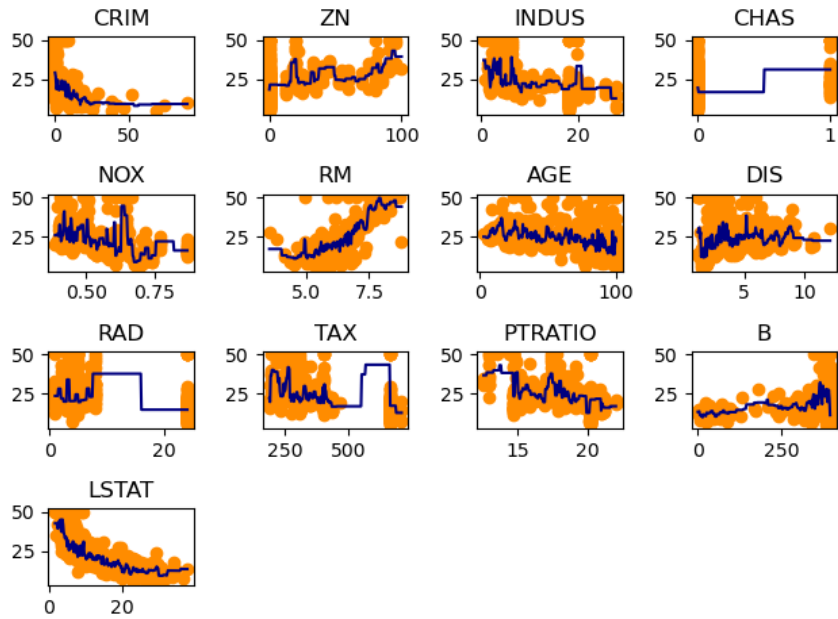 CRIM ZN INDUS CHAS
50 50 50 50
25 25 25 25
0 50 0 100 0 20 0 1
NOX RM AGE DIS
50 50 50 50
25 25 25 25
0.50 0.75 5.0 7.5 0 100 5 10
RAD TAX PTRATIO B
50 50 50 50
25 25 25 25
0 20 250 500 15 20 0 250
LSTAT
50
25
0 20